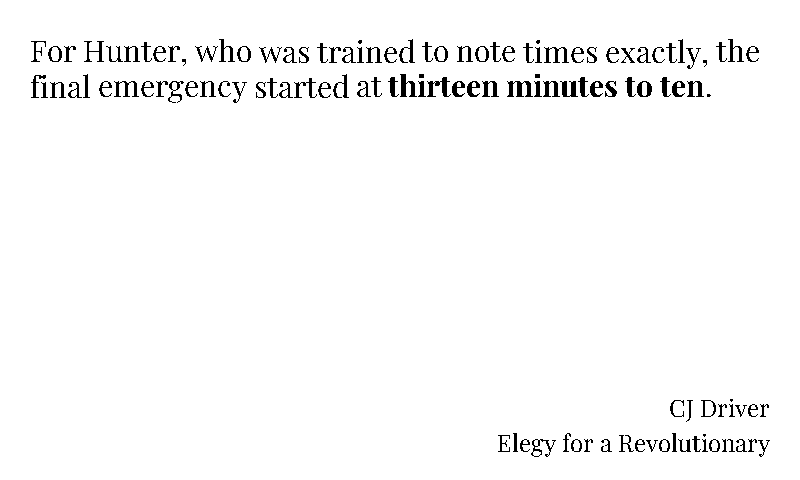 For Hunter, who was trained to note times exactly, the
final emergency started at thirteen minutes to ten.
CJ Driver
Elegy for a Revolutionary